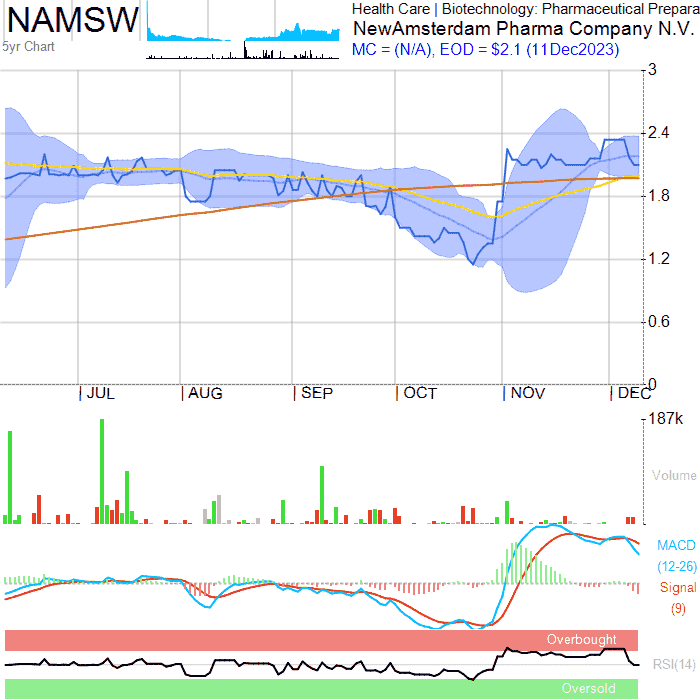 NAMSW
5yr Chart
Health Care | Biotechnology: Pharmaceutical Prepara
NewAmsterdam Pharma Company N.V.
MC = (N/A), EOD = $2.1 (11Dec2023)
3
2.4
1.8
1.2
0.6
0
JUL AUG SEP OCT NOV DEC
187k
Volume
MACD
(12-26)
Signal
(9)
Overbought
RSI(14)
Oversold